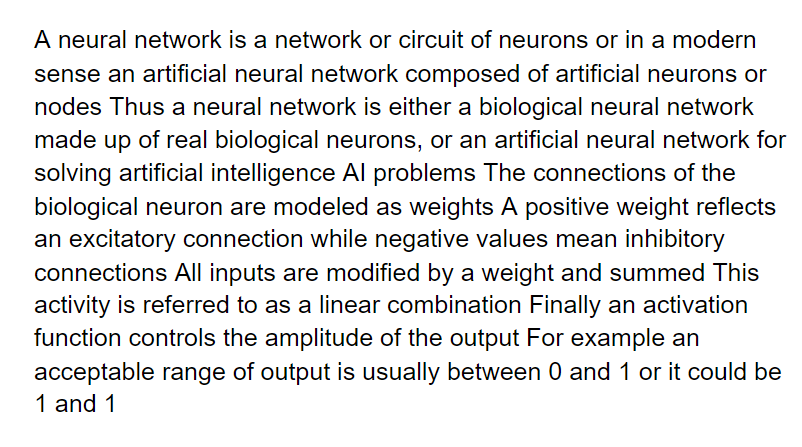 A neural network is a network or circuit of neurons or in a modern
sense an artificial neural network composed of artificial neurons or
nodes Thus a neural network is either a biological neural network
made up of real biological neurons, or an artificial neural network for
solving artificial intelligence AI problems The connections of the
biological neuron are modeled as weights A positive weight reflects
an excitatory connection while negative values mean inhibitory
connections All inputs are modified by a weight and summed This
activity is referred to as a linear combination Finally an activation
function controls the amplitude of the output For example an
acceptable range of output is usually between 0 and 1 or it could be
1 and 1